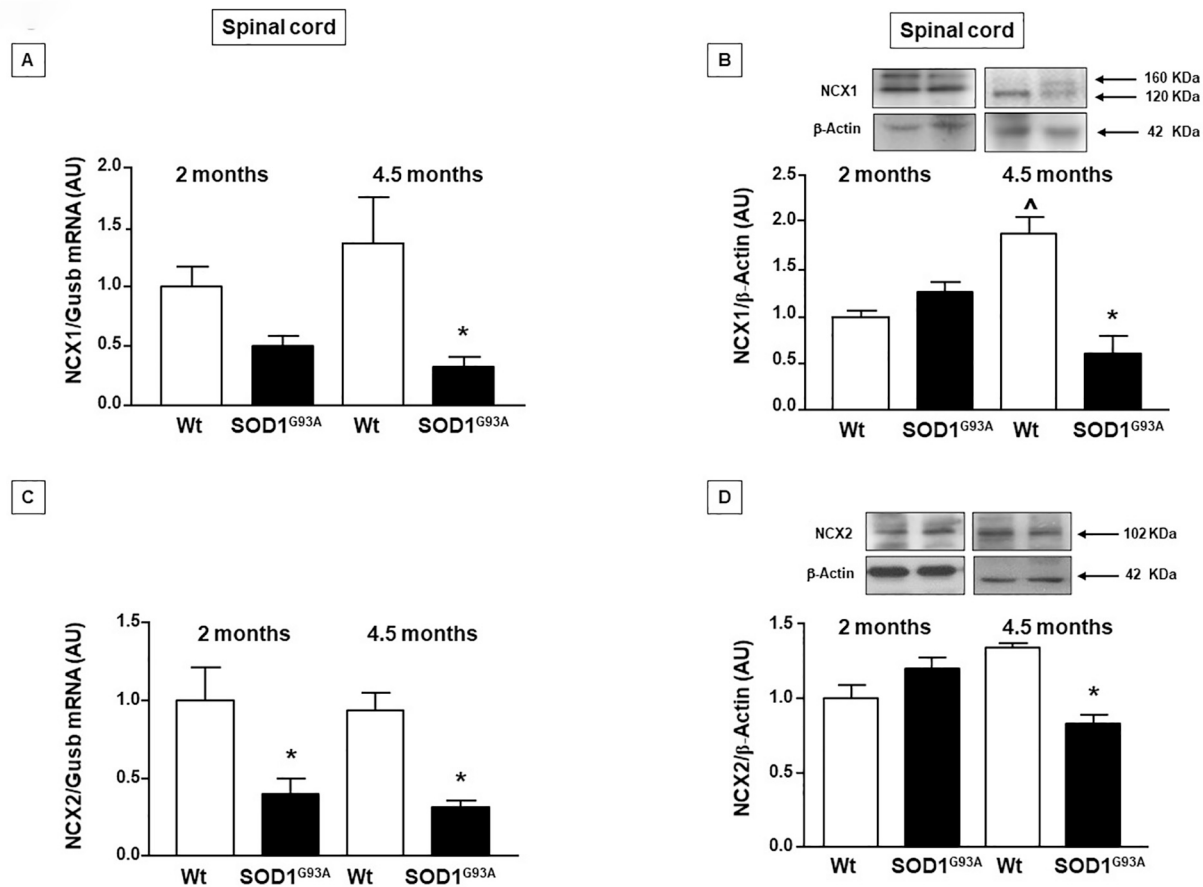 Spinal cord
A
NCX1/Gusb mRNA (AU)
2.0
1.5
1.0
0.5
0.0
2 months
4.5 months
*
Wt
SOD1G93A
Wt
SOD1G93A
Spinal cord
B
NCX1
160 KDa
120 KDa
β-Actin
42 KDa
NCX1/β-Actin (AU)
2.5
2.0
1.5
1.0
0.5
0.0
2 months
4.5 months
^
*
Wt
SOD1G93A
Wt
SOD1G93A
C
NCX2/Gusb mRNA (AU)
1.5
1.0
0.5
0.0
2 months
4.5 months
*
*
Wt
SOD1G93A
Wt
SOD1G93A
D
NCX2
102 KDa
β-Actin
42 KDa
NCX2/β-Actin (AU)
1.5
1.0
0.5
0.0
2 months
4.5 months
*
Wt
SOD1G93A
Wt
SOD1G93A